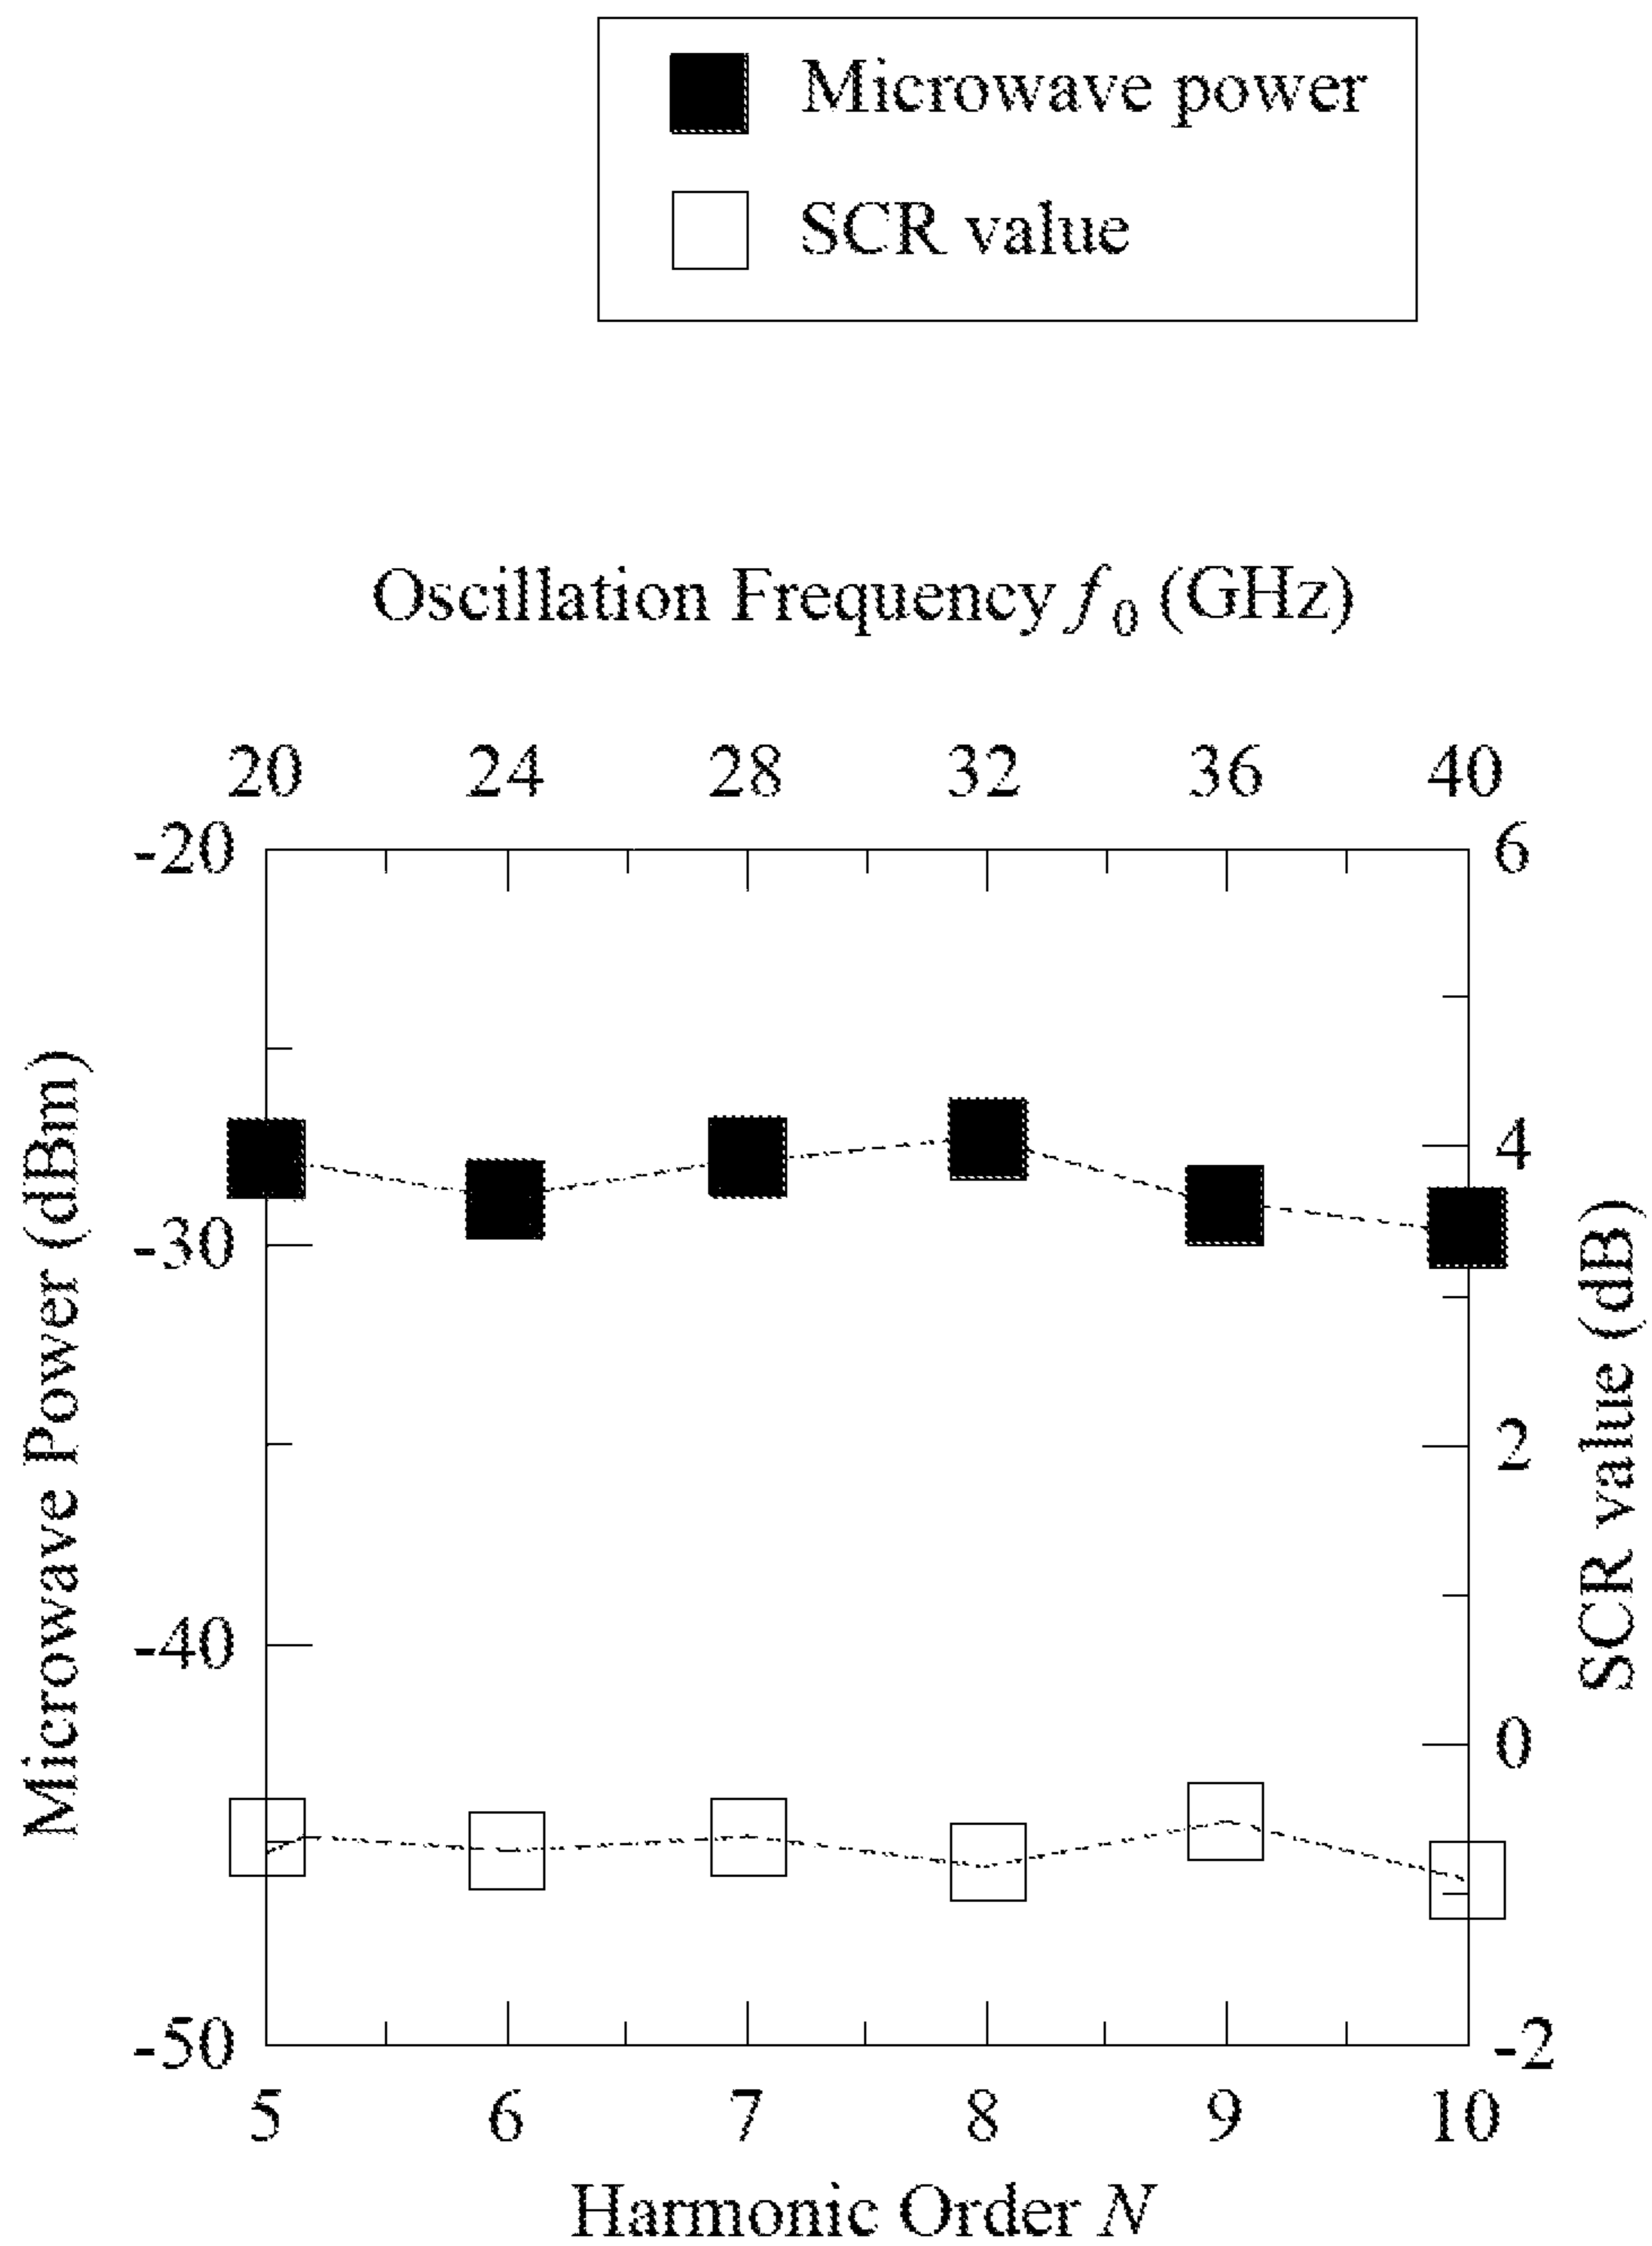 Microwave power
SCR value
Oscillation Frequency f0 (GHz)
20 24 28 32 36 40
-20 6
4
-30
2
-40
0
-50 -2
5 6 7 8 9 10
Harmonic Order N
Microwave Power (dBm)
SCR value (dB)